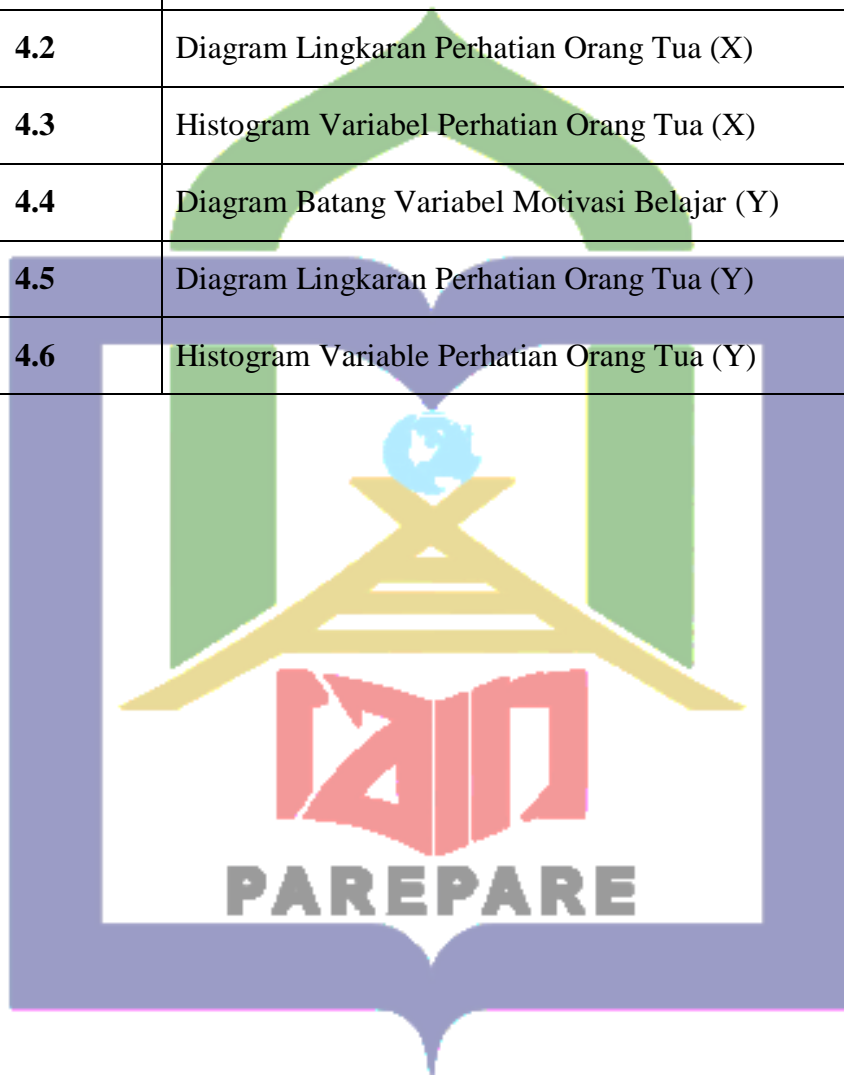 4.2 Diagram Lingkaran Perhatian Orang Tua (X)
4.3 Histogram Variabel Perhatian Orang Tua (X)
4.4 Diagram Batang Variabel Motivasi Belajar (Y)
4.5 Diagram Lingkaran Perhatian Orang Tua (Y)
4.6 Histogram Variable Perhatian Orang Tua (Y)
iain
PAREPARE